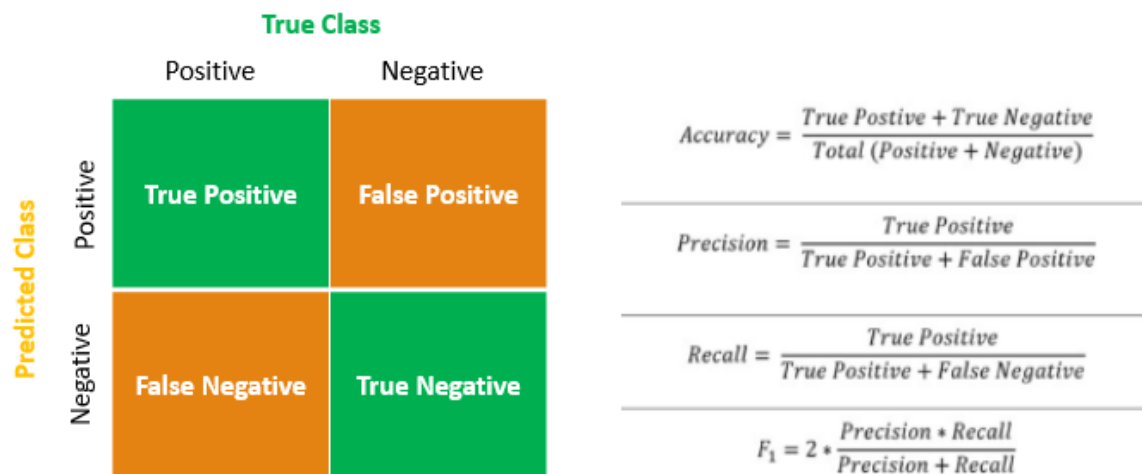 True Class
Positive Negative
Predicted Class
Positive
True Positive False Positive
Negative
False Negative True Negative
Accuracy = True Postive + True Negative / Total (Positive + Negative)
Precision = True Positive / True Positive + False Positive
Recall = True Positive / True Positive + False Negative
F₁ = 2 * Precision * Recall / Precision + Recall